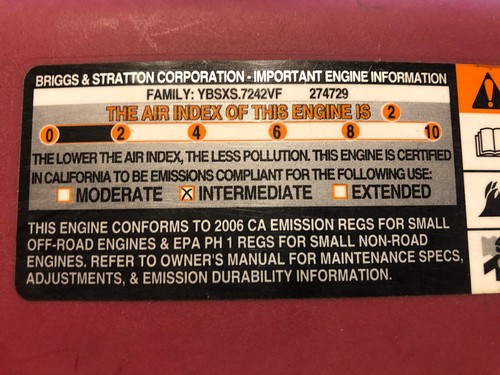 BRIGGS & STRATTON CORPORATION - IMPORTANT ENGINE INFORMATION
FAMILY: YBSXS.7242VF 274729
THE AIR INDEX OF THIS ENGINE IS 2
0 2 4 6 8 10
THE LOWER THE AIR INDEX, THE LESS POLLUTION. THIS ENGINE IS CERTIFIED
IN CALIFORNIA TO BE EMISSIONS COMPLIANT FOR THE FOLLOWING USE:
MODERATE INTERMEDIATE EXTENDED
THIS ENGINE CONFORMS TO 2006 CA EMISSION REGS FOR SMALL
OFF-ROAD ENGINES & EPA PH 1 REGS FOR SMALL NON-ROAD
ENGINES. REFER TO OWNER'S MANUAL FOR MAINTENANCE SPECS,
ADJUSTMENTS, & EMISSION DURABILITY INFORMATION.